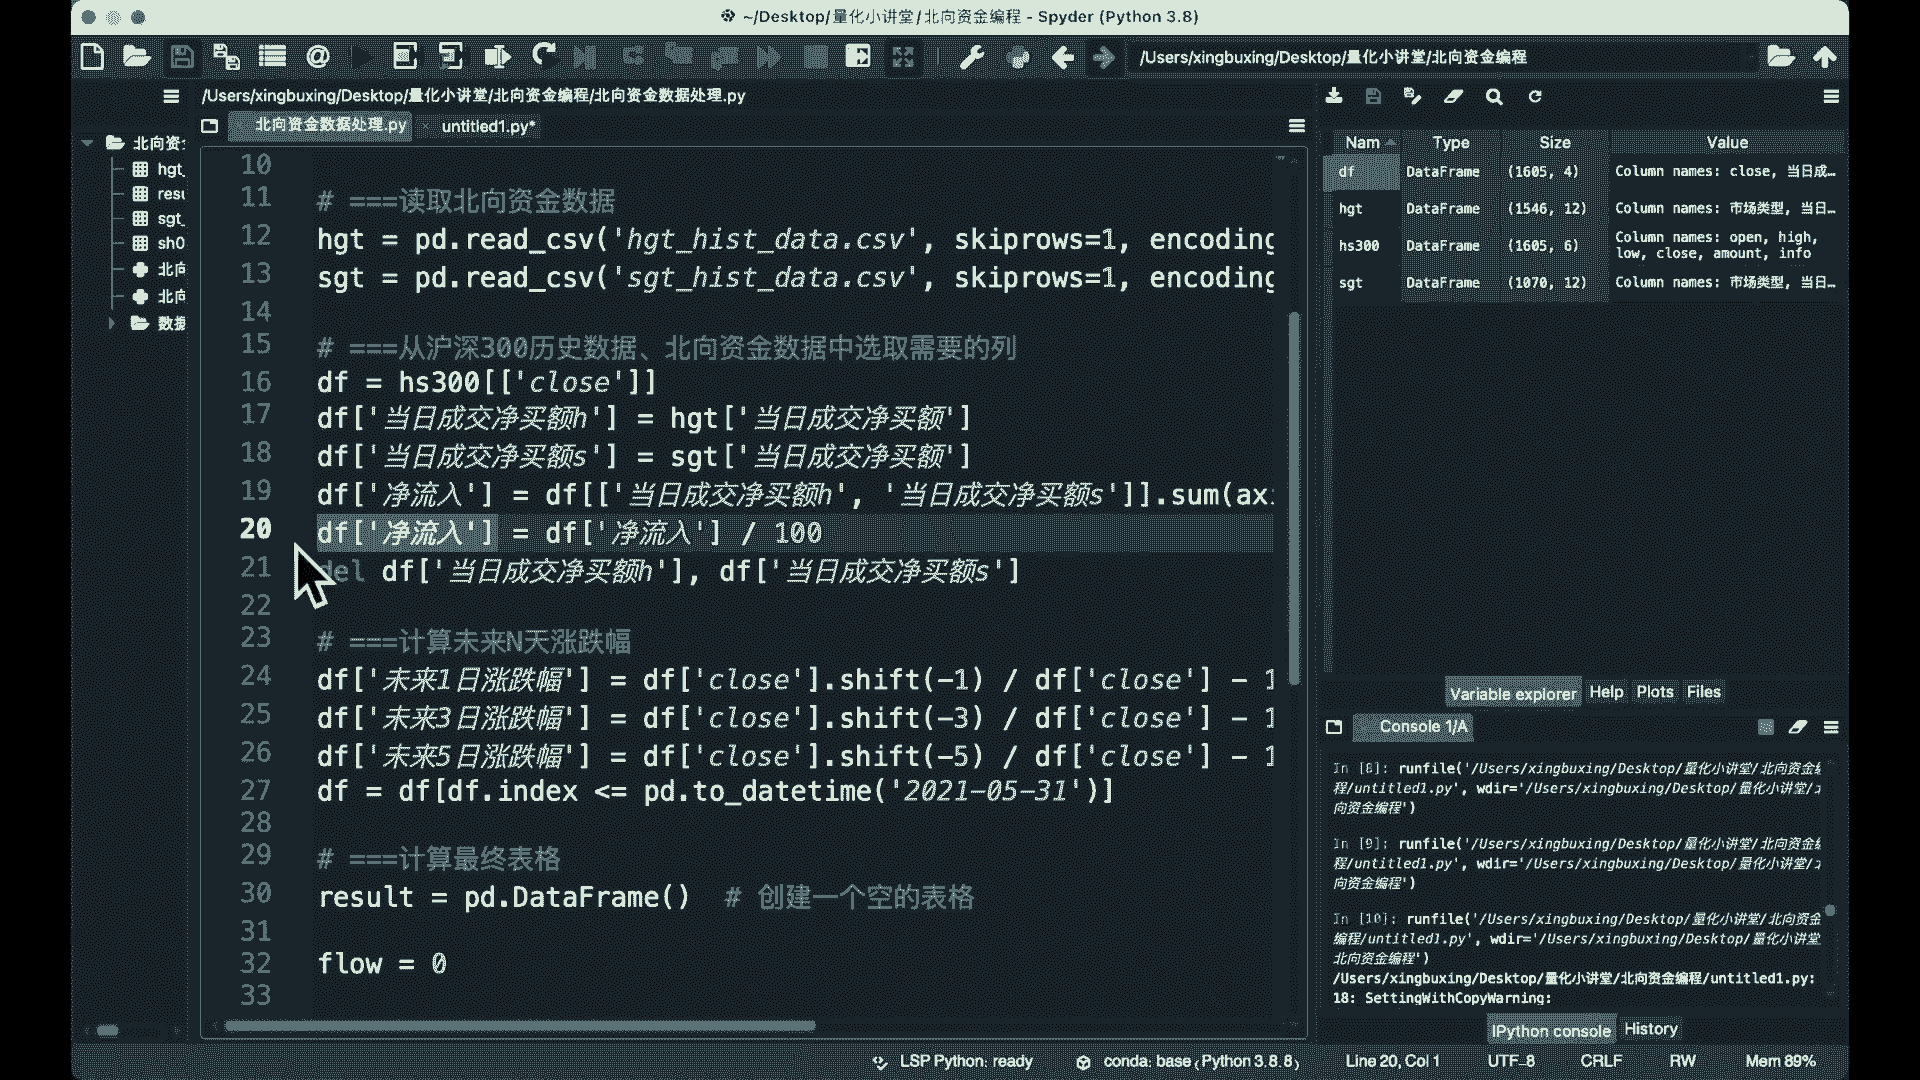 ~/Desktop/量化小讲堂/北向资金编程 - Spyder (Python 3.8)
/Users/xingbuxing/Desktop/量化小讲堂/北向资金编程
/Users/xingbuxing/Desktop/量化小讲堂/北向资金编程/北向资金数据处理.py
北向资金数据处理.py
untitled1.py*
北向资
hgt_
resu
sgt_
sh0
北向
北向
数据
10
11 # ===读取北向资金数据
12 hgt = pd.read_csv('hgt_hist_data.csv', skiprows=1, encoding
13 sgt = pd.read_csv('sgt_hist_data.csv', skiprows=1, encoding
14
15 # ===从沪深300历史数据、北向资金数据中选取需要的列
16 df = hs300[['close']]
17 df['当日成交净买额h'] = hgt['当日成交净买额']
18 df['当日成交净买额s'] = sgt['当日成交净买额']
19 df['净流入'] = df[['当日成交净买额h', '当日成交净买额s']].sum(ax
20 df['净流入'] = df['净流入'] / 100
21 del df['当日成交净买额h'], df['当日成交净买额s']
22
23 # ===计算未来N天涨跌幅
24 df['未来1日涨跌幅'] = df['close'].shift(-1) / df['close'] - 1
25 df['未来3日涨跌幅'] = df['close'].shift(-3) / df['close'] - 1
26 df['未来5日涨跌幅'] = df['close'].shift(-5) / df['close'] - 1
27 df = df[df.index <= pd.to_datetime('2021-05-31')]
28
29 # ===计算最终表格
30 result = pd.DataFrame()  # 创建一个空的表格
31
32 flow = 0
33
Nam Type Size Value
df DataFrame (1605, 4) Column names: close, 当日成…
hgt DataFrame (1546, 12) Column names: 市场类型, 当日…
hs300 DataFrame (1605, 6) Column names: open, high,
low, close, amount, info
sgt DataFrame (1070, 12) Column names: 市场类型, 当日…
Variable explorer Help Plots Files
Console 1/A
In [8]: runfile('/Users/xingbuxing/Desktop/量化小讲堂/北向资金编
程/untitled1.py', wdir='/Users/xingbuxing/Desktop/量化小讲堂/北
向资金编程')
In [9]: runfile('/Users/xingbuxing/Desktop/量化小讲堂/北向资金编
程/untitled1.py', wdir='/Users/xingbuxing/Desktop/量化小讲堂/北
向资金编程')
In [10]: runfile('/Users/xingbuxing/Desktop/量化小讲堂/北向资金
编程/untitled1.py', wdir='/Users/xingbuxing/Desktop/量化小讲堂/
北向资金编程')
/Users/xingbuxing/Desktop/量化小讲堂/北向资金编程/untitled1.py:
18: SettingWithCopyWarning:
IPython console History
LSP Python: ready conda: base (Python 3.8.8) Line 20, Col 1 UTF-8 CRLF RW Mem 89%